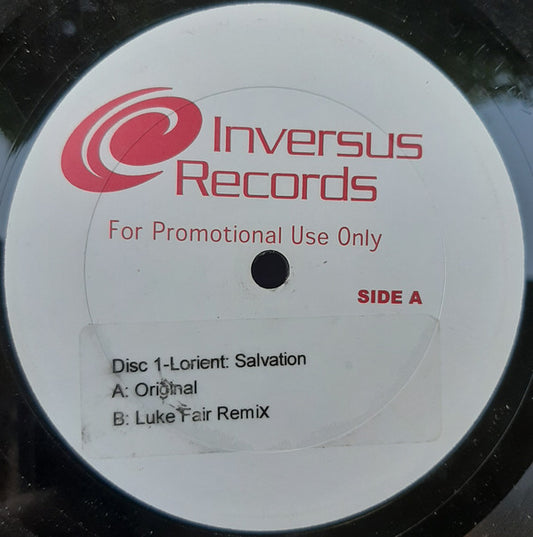 Inversus
Records
For Promotional Use Only
SIDE A
Disc 1-Lorient: Salvation
A: Original
B: Luke Fair RemiX